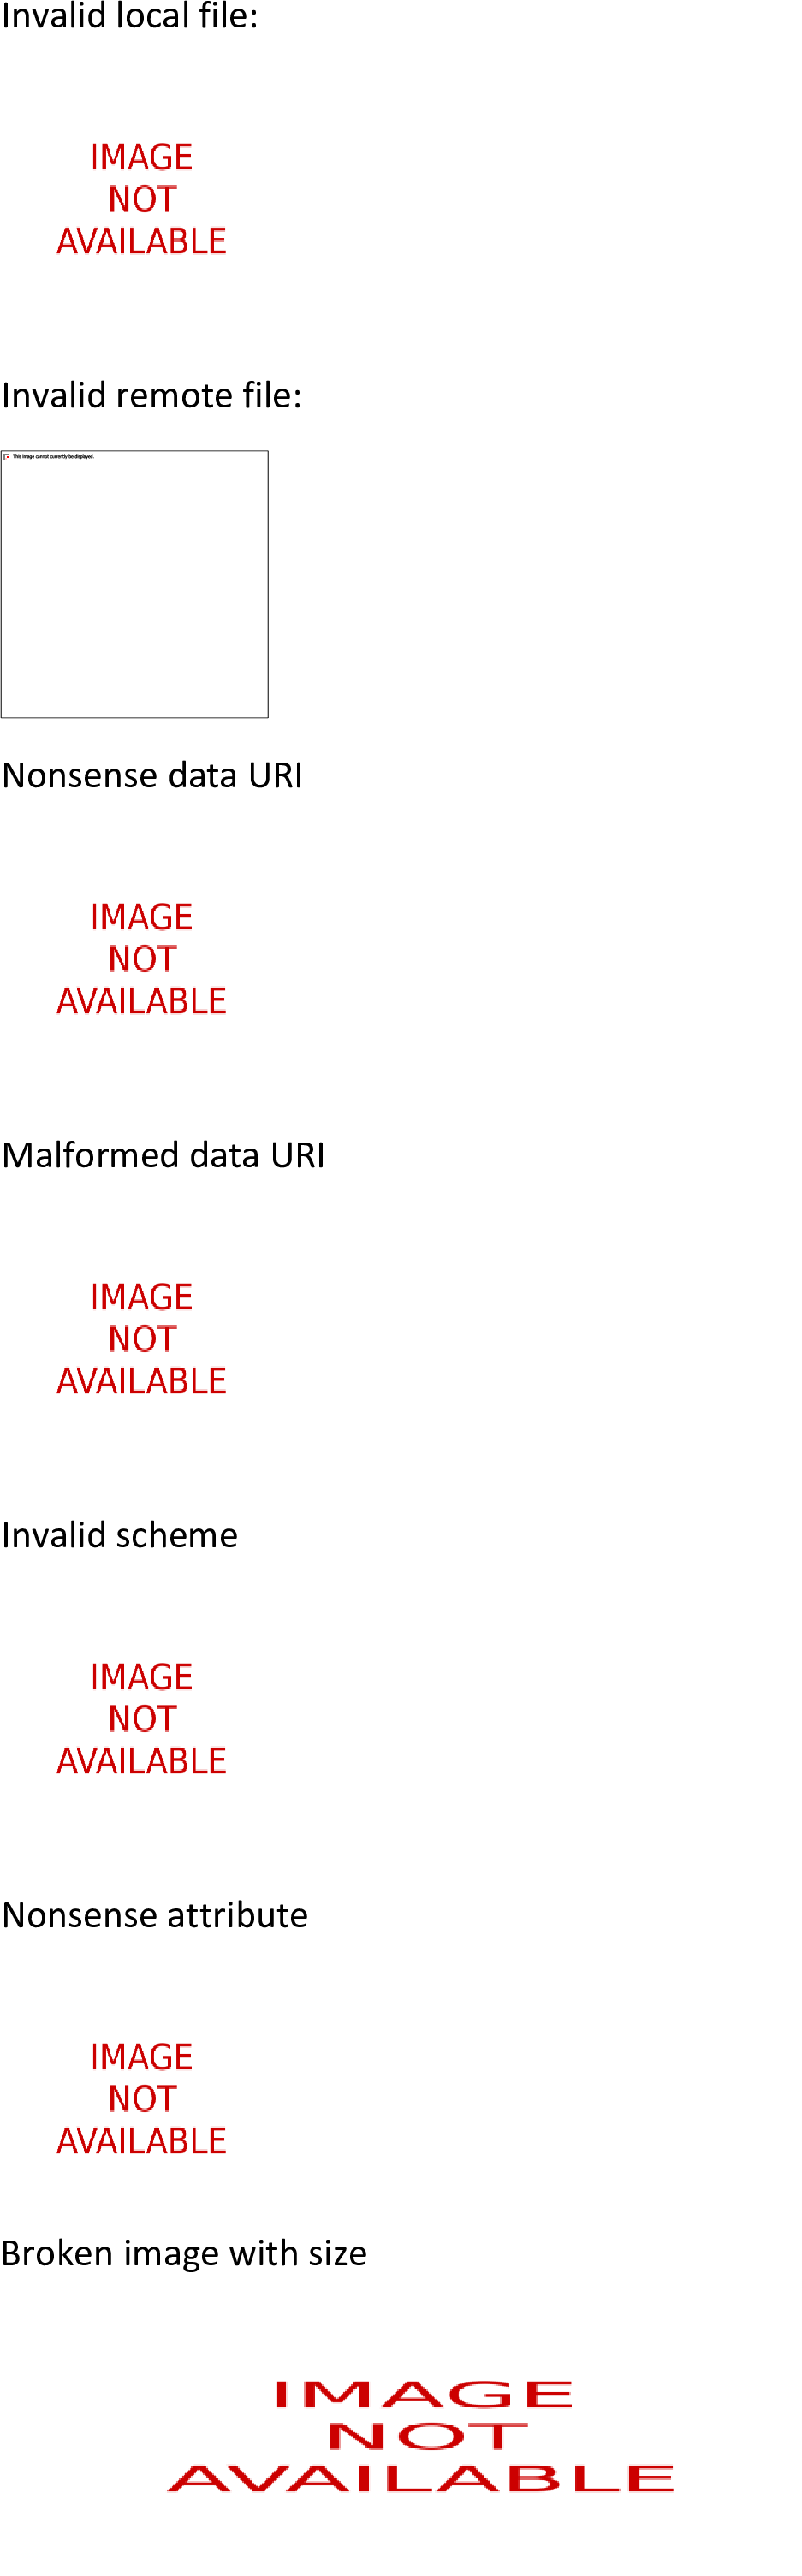 Invalid local file:
IMAGE
NOT
AVAILABLE
Invalid remote file:
This image cannot currently be displayed.
Nonsense data URI
IMAGE
NOT
AVAILABLE
Malformed data URI
IMAGE
NOT
AVAILABLE
Invalid scheme
IMAGE
NOT
AVAILABLE
Nonsense attribute
IMAGE
NOT
AVAILABLE
Broken image with size
IMAGE
NOT
AVAILABLE